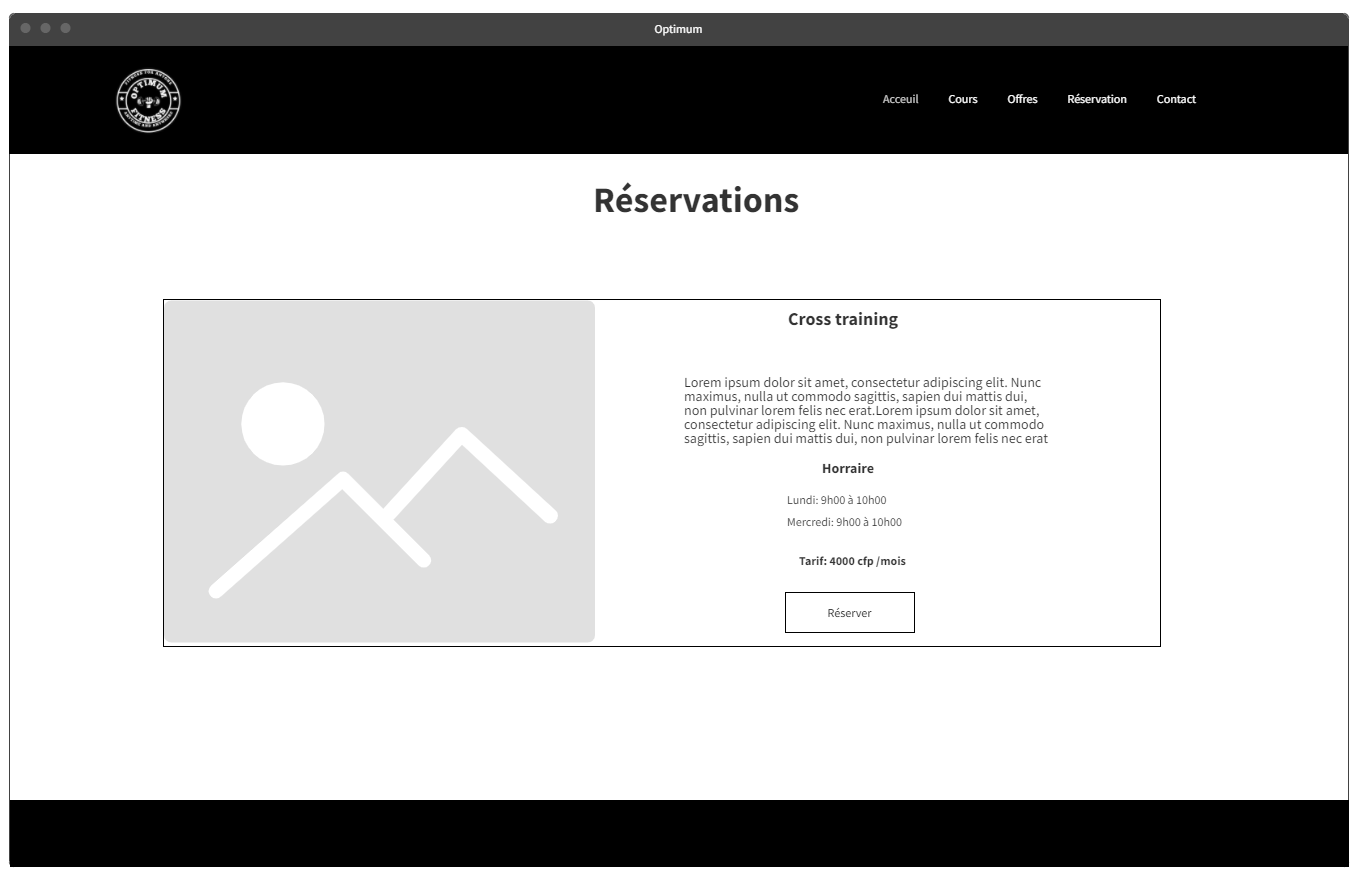 Optimum
OPTIMUM
FITNESS
Acceuil Cours Offres Réservation Contact
Réservations
Cross training
Lorem ipsum dolor sit amet, consectetur adipiscing elit. Nunc
maximus, nulla ut commodo sagittis, sapien dui mattis dui,
non pulvinar lorem felis nec erat.Lorem ipsum dolor sit amet,
consectetur adipiscing elit. Nunc maximus, nulla ut commodo
sagittis, sapien dui mattis dui, non pulvinar lorem felis nec erat
Horraire
Lundi: 9h00 à 10h00
Mercredi: 9h00 à 10h00
Tarif: 4000 cfp /mois
Réserver